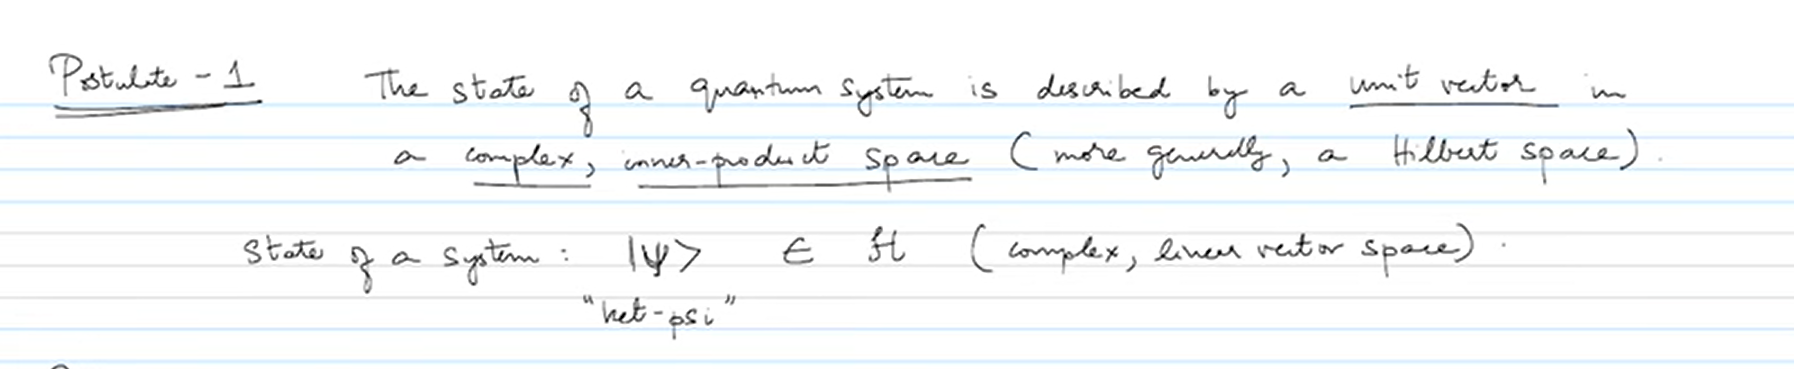 Postulate - 1 The state of a quantum system is described by a unit vector in
a complex, inner-product space (more generally, a Hilbert space).
State of a system : |ψ> ∈ ℋ (complex, linear vector space).
"ket-psi"